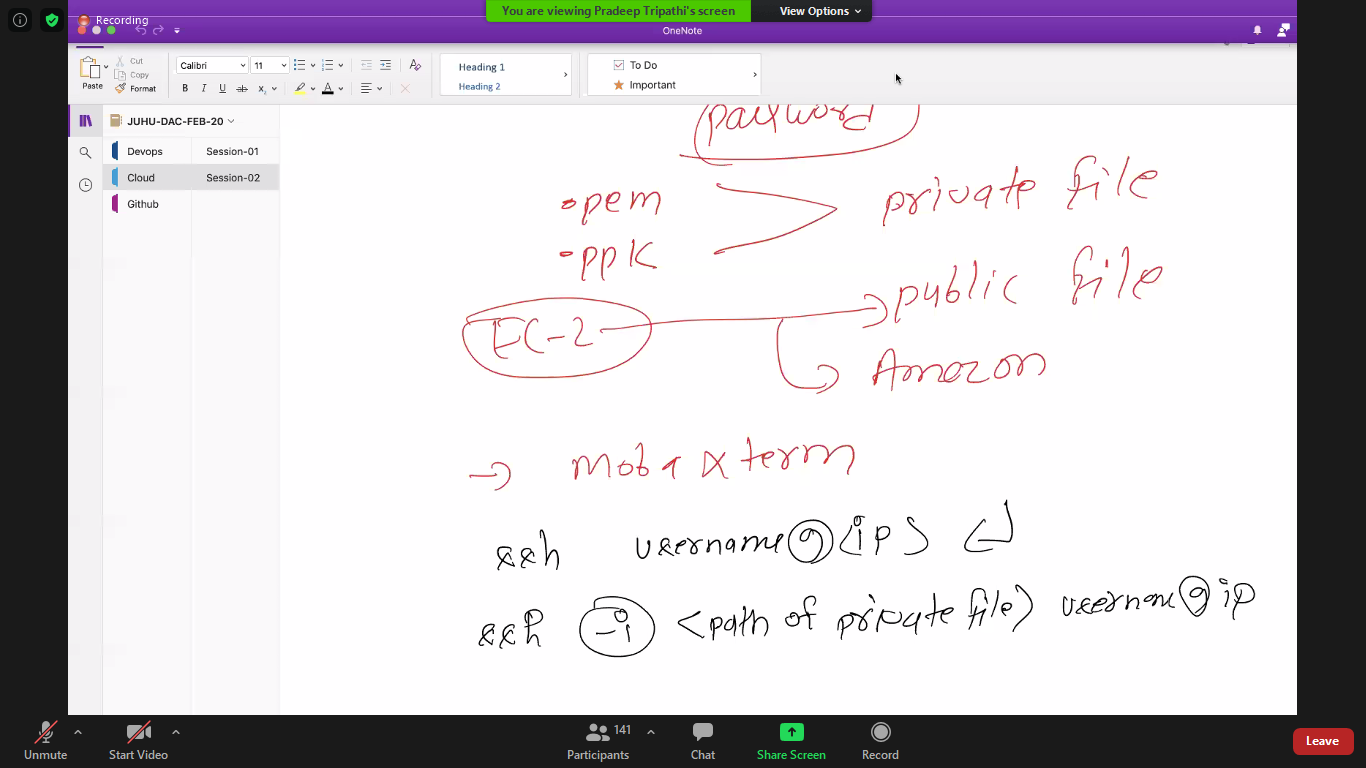 You are viewing Pradeep Tripathi's screen
View Options
Recording
OneNote
Paste
Cut
Copy
Format
Calibri
11
B I U ab x₂ A
Heading 1
Heading 2
To Do
Important
JUHU-DAC-FEB-20
Devops
Session-01
Cloud
Session-02
Github
password
.pem
private file
.ppk
public file
EC-2
Amazon
→ mobaxterm
ssh username@<ip>
ssh -i <path of private file> username@ip
Unmute
Start Video
141
Participants
Chat
Share Screen
Record
Leave